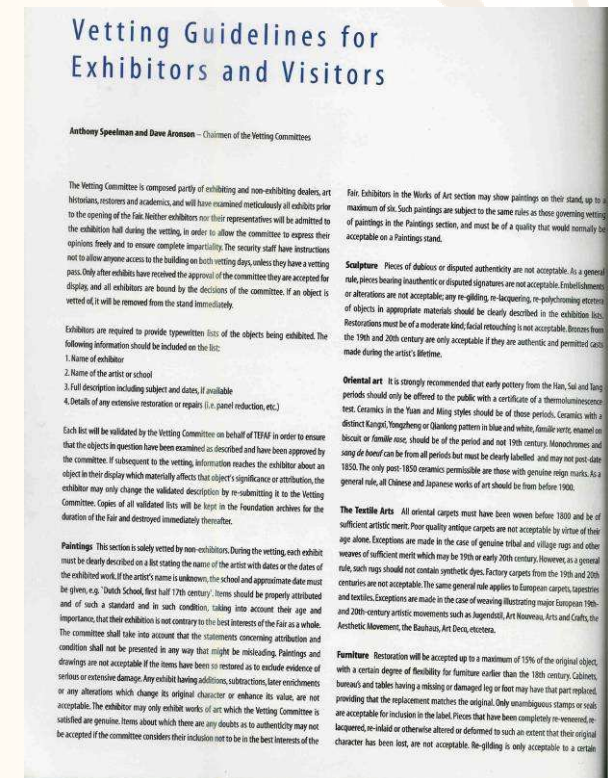 Vetting Guidelines for
Exhibitors and Visitors
Anthony Speelman and Dave Aronson – Chairmen of the Vetting Committees
The Vetting Committee is composed partly of exhibiting and non-exhibiting dealers, art
historians, restorers and academics, and will have examined meticulously all exhibits prior
to the opening of the Fair. Neither exhibitors nor their representatives will be admitted to
the exhibition hall during the vetting, in order to allow the committee to express their
opinions freely and to ensure complete impartiality. The security staff have instructions
not to allow anyone access to the building on both vetting days, unless they have a vetting
pass. Only after exhibits have received the approval of the committee they are accepted for
display, and all exhibitors are bound by the decisions of the committee. If an object is
vetted of, it will be removed from the stand immediately.
Exhibitors are required to provide typewritten lists of the objects being exhibited. The
following information should be included on the list:
1. Name of exhibitor
2. Name of the artist or school
3. Full description including subject and dates, if available
4. Details of any extensive restoration or repairs (i.e. panel reduction, etc.)
Each list will be validated by the Vetting Committee on behalf of TEFAF in order to ensure
that the objects in question have been examined as described and have been approved by
the committee. If subsequent to the vetting, information reaches the exhibitor about an
object in their display which materially affects that object's significance or attribution, the
exhibitor may only change the validated description by re-submitting it to the Vetting
Committee. Copies of all validated lists will be kept in the Foundation archives for the
duration of the Fair and destroyed immediately thereafter.
Paintings This section is solely vetted by non-exhibitors. During the vetting, each exhibit
must be clearly described on a list stating the name of the artist with dates or the dates of
the exhibited work. If the artist's name is unknown, the school and approximate date must
be given, e.g. 'Dutch School, first half 17th century'. Items should be properly attributed
and of such a standard and in such condition, taking into account their age and
importance, that their exhibition is not contrary to the best interests of the Fair as a whole.
The committee shall take into account that the statements concerning attribution and
condition shall not be presented in any way that might be misleading. Paintings and
drawings are not acceptable if the items have been so restored as to exclude evidence of
serious or extensive damage. Any exhibit having additions, subtractions, later enrichments
or any alterations which change its original character or enhance its value, are not
acceptable. The exhibitor may only exhibit works of art which the Vetting Committee is
satisfied are genuine. Items about which there are any doubts as to authenticity may not
be accepted if the committee considers their inclusion not to be in the best interests of the
Fair. Exhibitors in the Works of Art section may show paintings on their stand, up to a
maximum of six. Such paintings are subject to the same rules as those governing vetting
of paintings in the Paintings section, and must be of a quality that would normally be
acceptable on a Paintings stand.
Sculpture Pieces of dubious or disputed authenticity are not acceptable. As a general
rule, pieces bearing inauthentic or disputed signatures are not acceptable. Embellishments
or alterations are not acceptable; any re-gilding, re-lacquering, re-polychroming etcetera
of objects in appropriate materials should be clearly described in the exhibition lists.
Restorations must be of a moderate kind; facial retouching is not acceptable. Bronzes from
the 19th and 20th century are only acceptable if they are authentic and permitted casts
made during the artist's lifetime.
Oriental art It is strongly recommended that early pottery from the Han, Sui and Tang
periods should only be offered to the public with a certificate of a thermoluminescence
test. Ceramics in the Yuan and Ming styles should be of those periods. Ceramics with a
distinct Kangxi, Yongzheng or Qianlong pattern in blue and white, famille verte, enamel on
biscuit or famille rose, should be of the period and not 19th century. Monochromes and
sang de boeuf can be from all periods but must be clearly labelled and may not post-date
1850. The only post-1850 ceramics permissible are those with genuine reign marks. As a
general rule, all Chinese and Japanese works of art should be from before 1900.
The Textile Arts All oriental carpets must have been woven before 1800 and be of
sufficient artistic merit. Poor quality antique carpets are not acceptable by virtue of their
age alone. Exceptions are made in the case of genuine tribal and village rugs and other
weaves of sufficient merit which may be 19th or early 20th century. However, as a general
rule, such rugs should not contain synthetic dyes. Factory carpets from the 19th and 20th
centuries are not acceptable. The same general rule applies to European carpets, tapestries
and textiles. Exceptions are made in the case of weaving illustrating major European 19th-
and 20th-century artistic movements such as Jugendstil, Art Nouveau, Arts and Crafts, the
Aesthetic Movement, the Bauhaus, Art Deco, etcetera.
Furniture Restoration will be accepted up to a maximum of 15% of the original object,
with a certain degree of flexibility for furniture earlier than the 18th century. Cabinets,
bureau's and tables having a missing or damaged leg or foot may have that part replaced,
providing that the replacement matches the original. Only unambiguous stamps or seals
are acceptable for inclusion in the label. Pieces that have been completely re-veneered, re-
lacquered, re-inlaid or otherwise altered or deformed to such an extent that their original
character has been lost, are not acceptable. Re-gilding is only acceptable to a certain